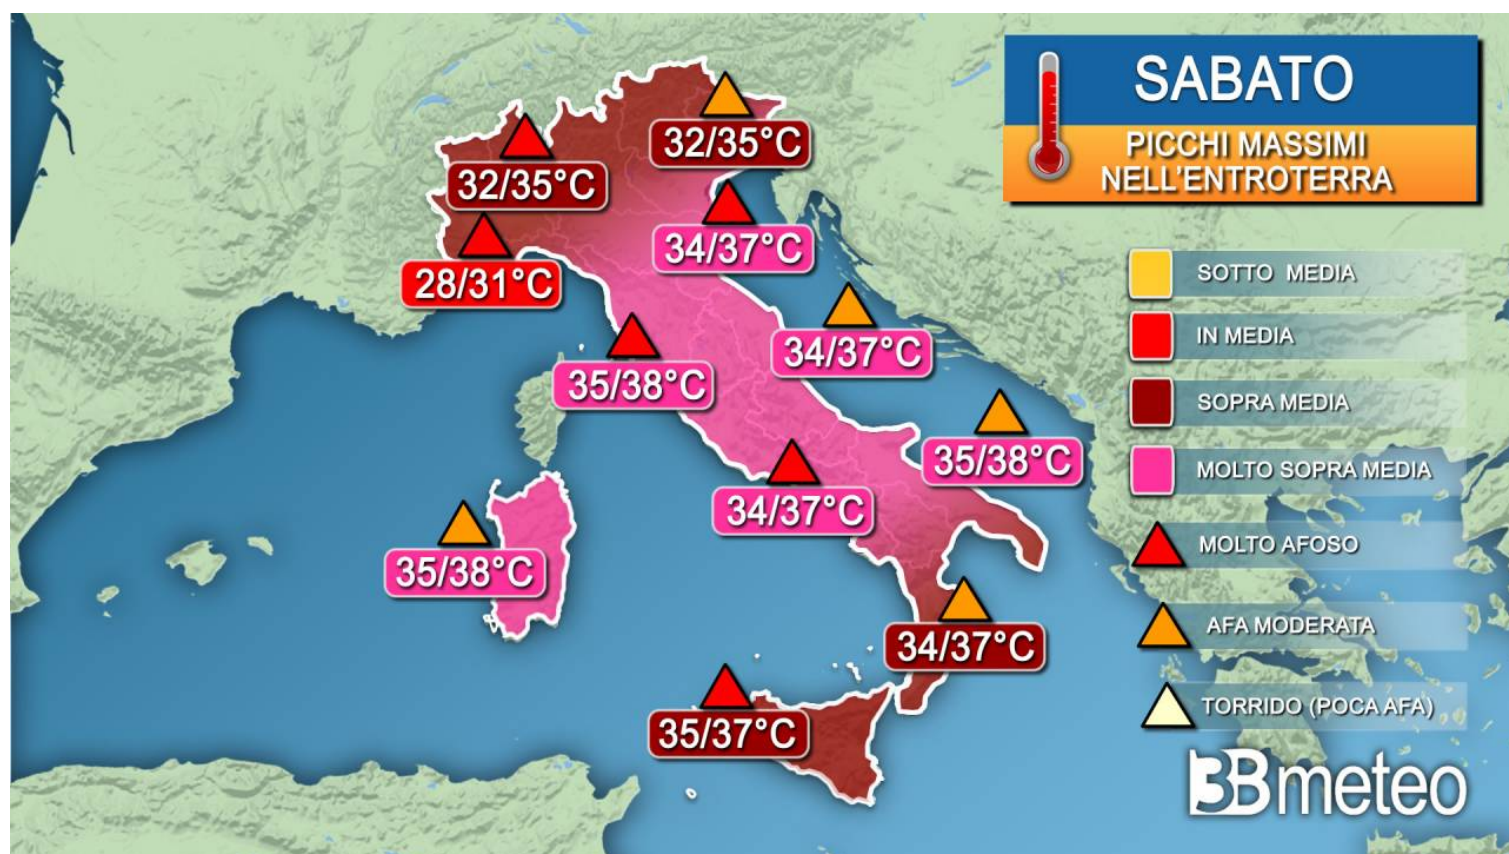 SABATO
PICCHI MASSIMI
NELL'ENTROTERRA
32/35°C
32/35°C
34/37°C
28/31°C
34/37°C
35/38°C
35/38°C
34/37°C
35/38°C
34/37°C
35/37°C
SOTTO MEDIA
IN MEDIA
SOPRA MEDIA
MOLTO SOPRA MEDIA
MOLTO AFOSO
AFA MODERATA
TORRIDO (POCA AFA)
3Bmeteo